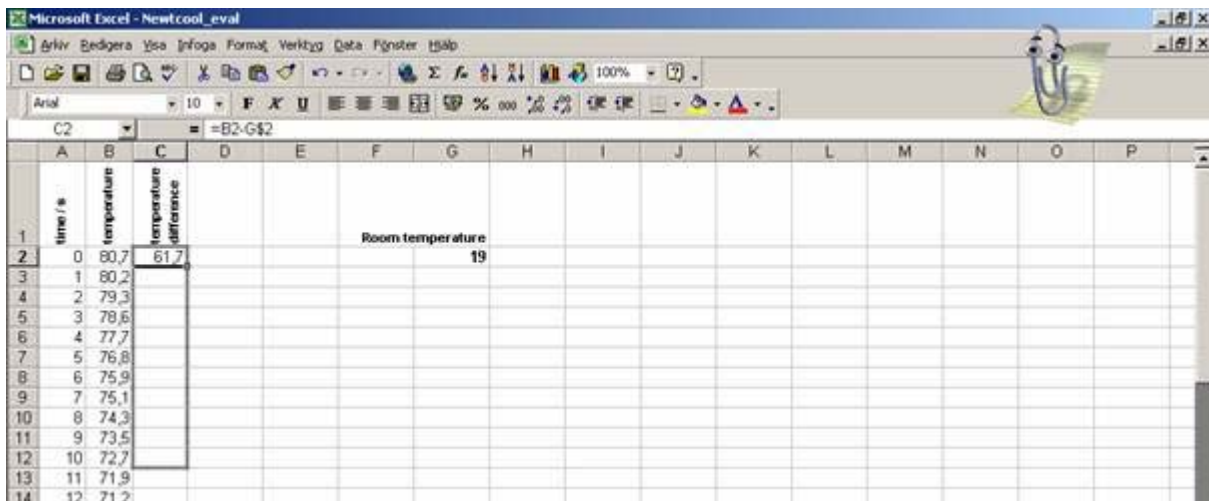 Microsoft Excel - Newtcool_eval
Arkiv Redigera Visa Infoga Format Verktyg Data Fönster Hjälp
100%
Arial 10 F K U % 000
C2 = =B2-G$2
A B C D E F G H I J K L M N O P
1 time / s temperature temperature difference Room temperature
2 0 80,7 61,7 19
3 1 80,2
4 2 79,3
5 3 78,6
6 4 77,7
7 5 76,8
8 6 75,9
9 7 75,1
10 8 74,3
11 9 73,5
12 10 72,7
13 11 71,9
14 12 71,2